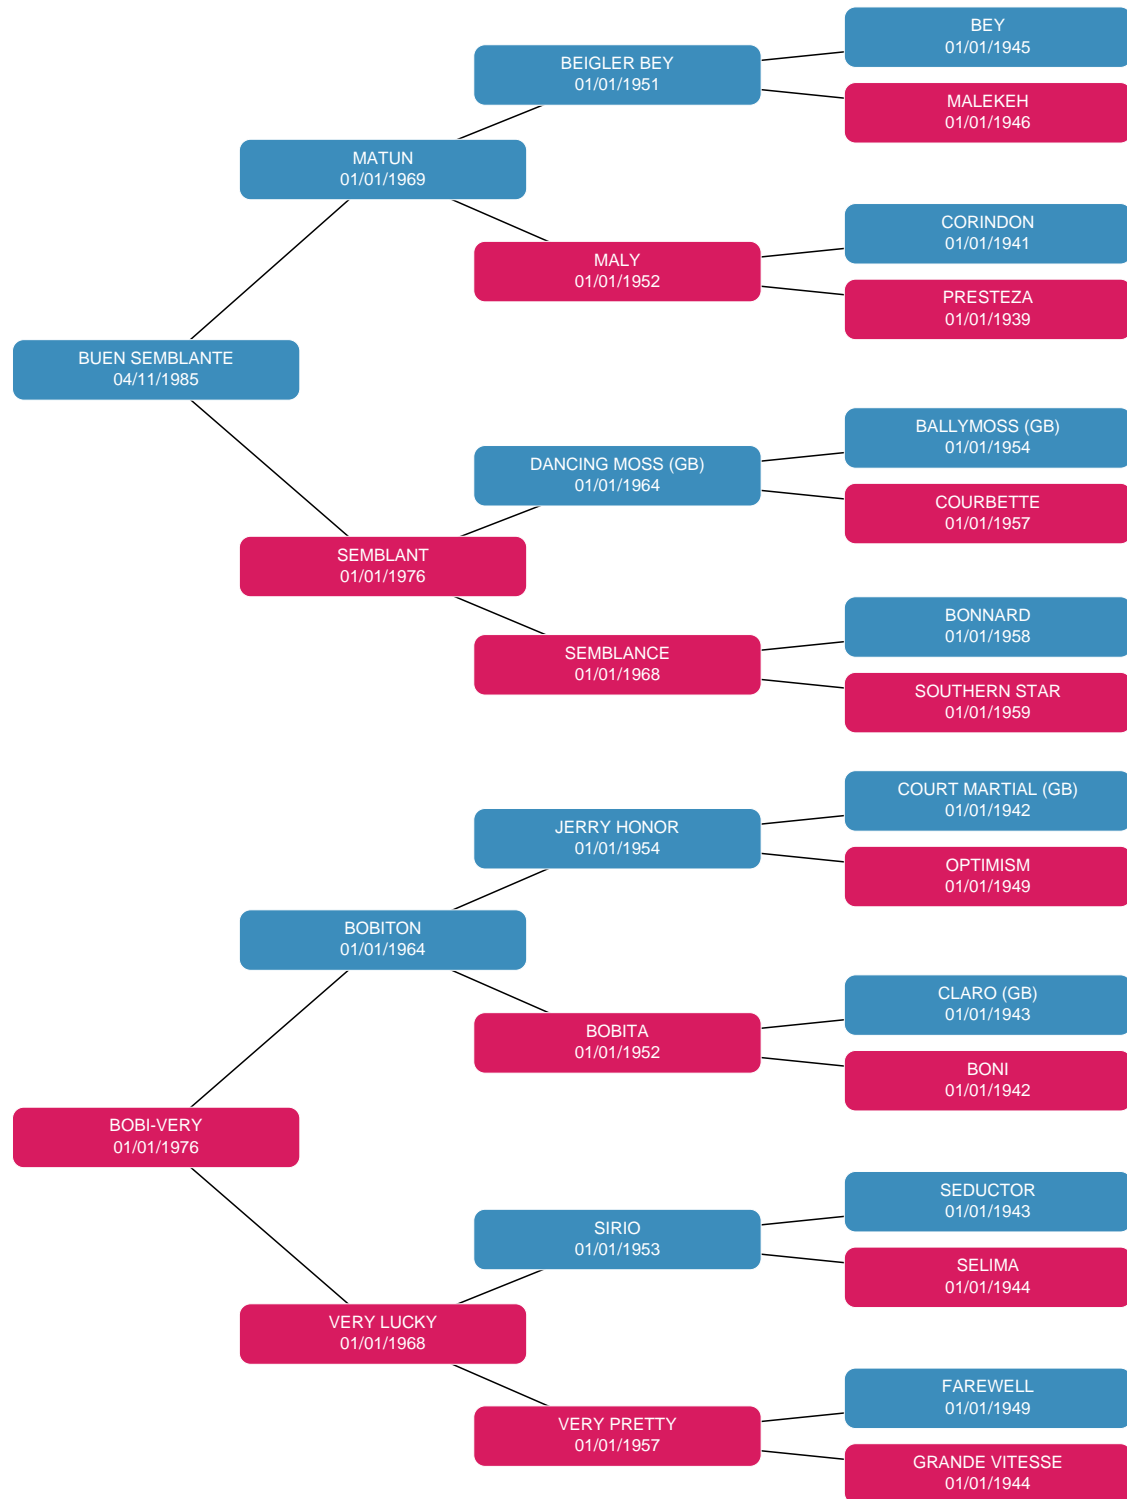 BEY
01/01/1945
BEIGLER BEY
01/01/1951
MALEKEH
01/01/1946
MATUN
01/01/1969
CORINDON
01/01/1941
MALY
01/01/1952
PRESTEZA
01/01/1939
BUEN SEMBLANTE
04/11/1985
BALLYMOSS (GB)
01/01/1954
DANCING MOSS (GB)
01/01/1964
COURBETTE
01/01/1957
SEMBLANT
01/01/1976
BONNARD
01/01/1958
SEMBLANCE
01/01/1968
SOUTHERN STAR
01/01/1959
COURT MARTIAL (GB)
01/01/1942
JERRY HONOR
01/01/1954
OPTIMISM
01/01/1949
BOBITON
01/01/1964
CLARO (GB)
01/01/1943
BOBITA
01/01/1952
BONI
01/01/1942
BOBI-VERY
01/01/1976
SEDUCTOR
01/01/1943
SIRIO
01/01/1953
SELIMA
01/01/1944
VERY LUCKY
01/01/1968
FAREWELL
01/01/1949
VERY PRETTY
01/01/1957
GRANDE VITESSE
01/01/1944